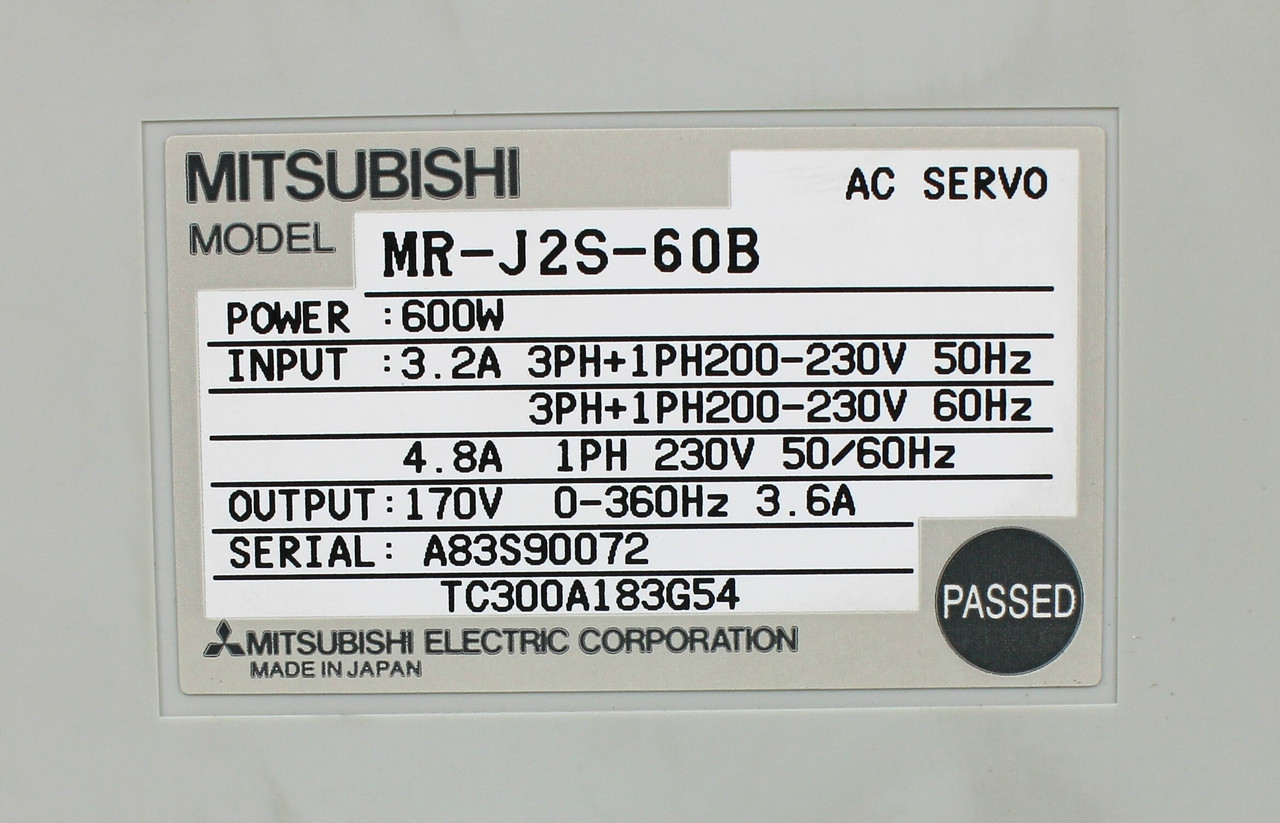 MITSUBISHI
AC SERVO
MODEL MR-J2S-60B
POWER :600W
INPUT :3.2A 3PH+1PH200-230V 50Hz
3PH+1PH200-230V 60Hz
4.8A 1PH 230V 50/60Hz
OUTPUT:170V 0-360Hz 3.6A
SERIAL: A83S90072
TC300A183G54
PASSED
MITSUBISHI ELECTRIC CORPORATION
MADE IN JAPAN